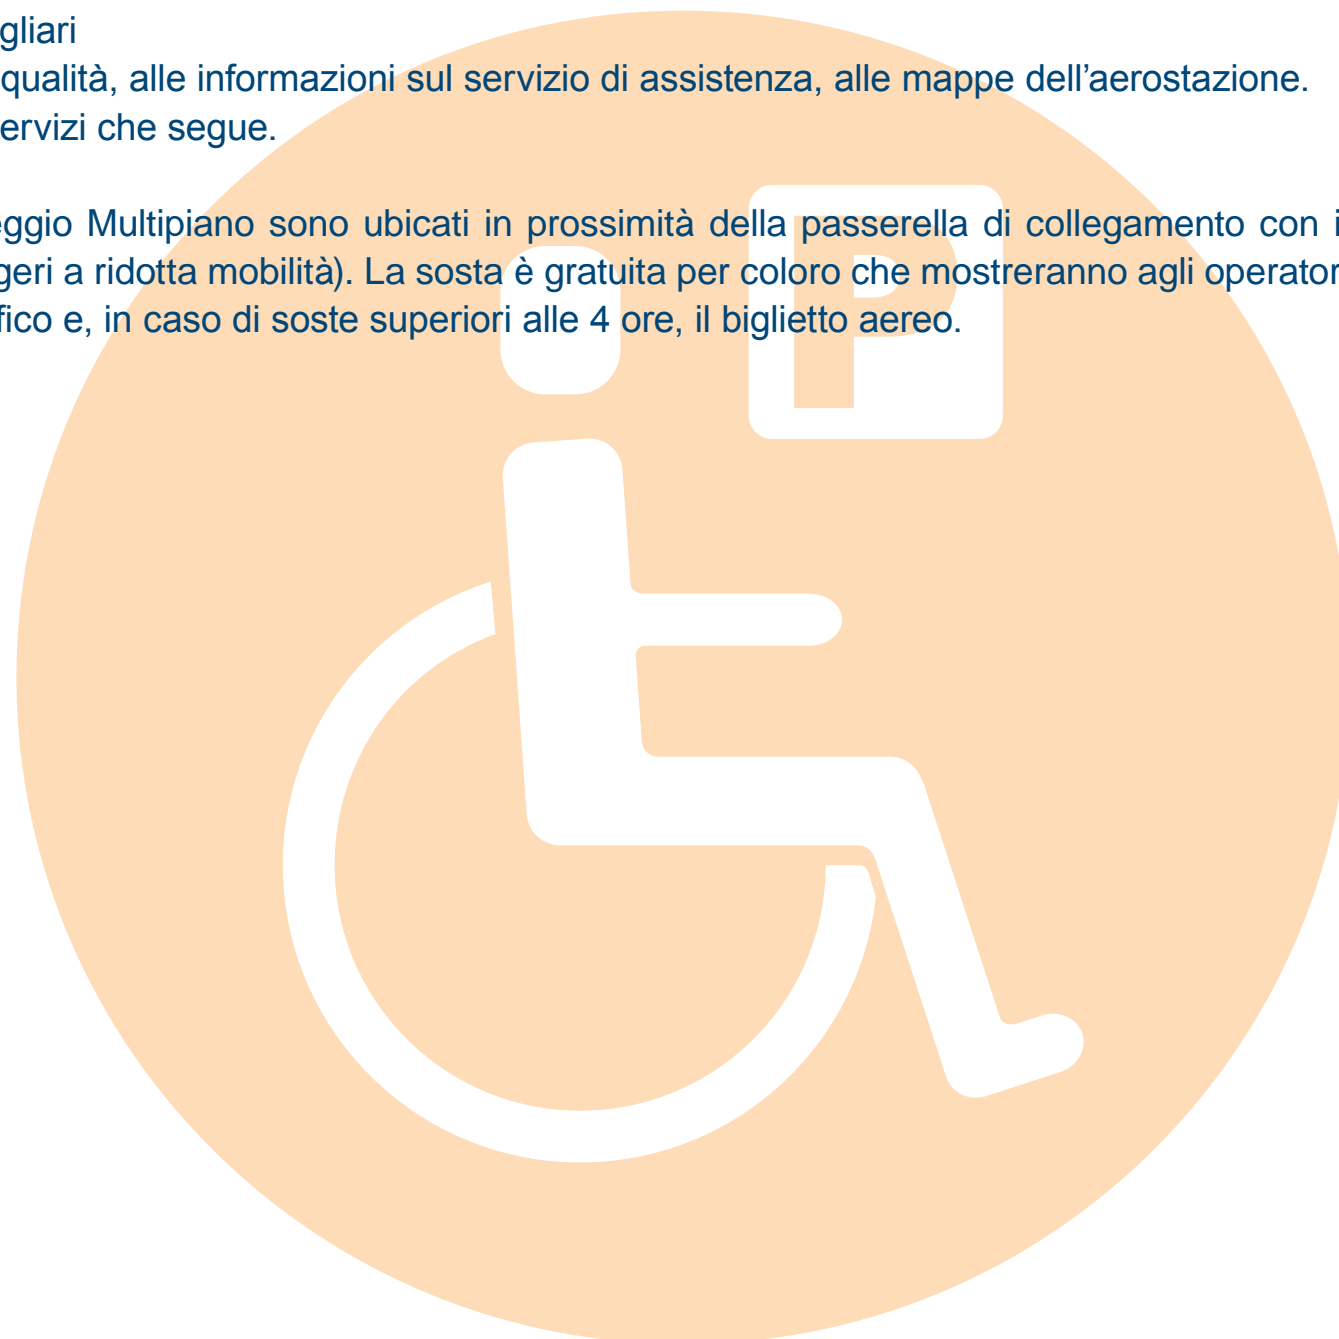 gliari
qualità, alle informazioni sul servizio di assistenza, alle mappe dell’aerostazione.
ervizi che segue.
eggio Multipiano sono ubicati in prossimità della passerella di collegamento con i
geri a ridotta mobilità). La sosta è gratuita per coloro che mostreranno agli operator
fico e, in caso di soste superiori alle 4 ore, il biglietto aereo.
P